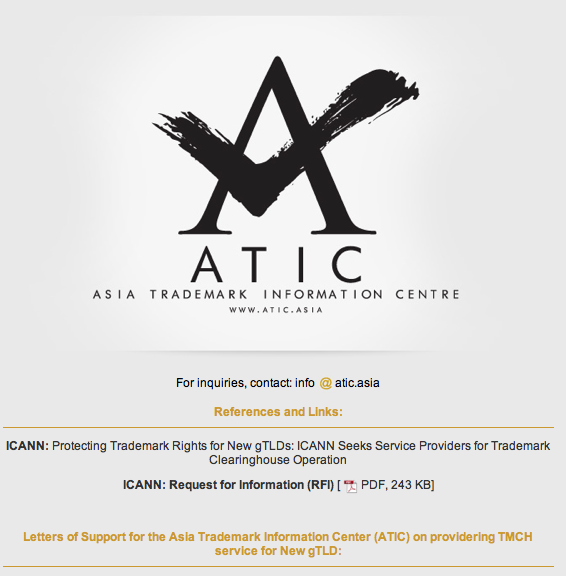 A
ATIC
ASIA TRADEMARK INFORMATION CENTRE
WWW.ATIC.ASIA
For inquiries, contact: info @ atic.asia
References and Links:
ICANN: Protecting Trademark Rights for New gTLDs: ICANN Seeks Service Providers for Trademark
Clearinghouse Operation
ICANN: Request for Information (RFI) [ PDF, 243 KB]
Letters of Support for the Asia Trademark Information Center (ATIC) on providering TMCH
service for New gTLD: